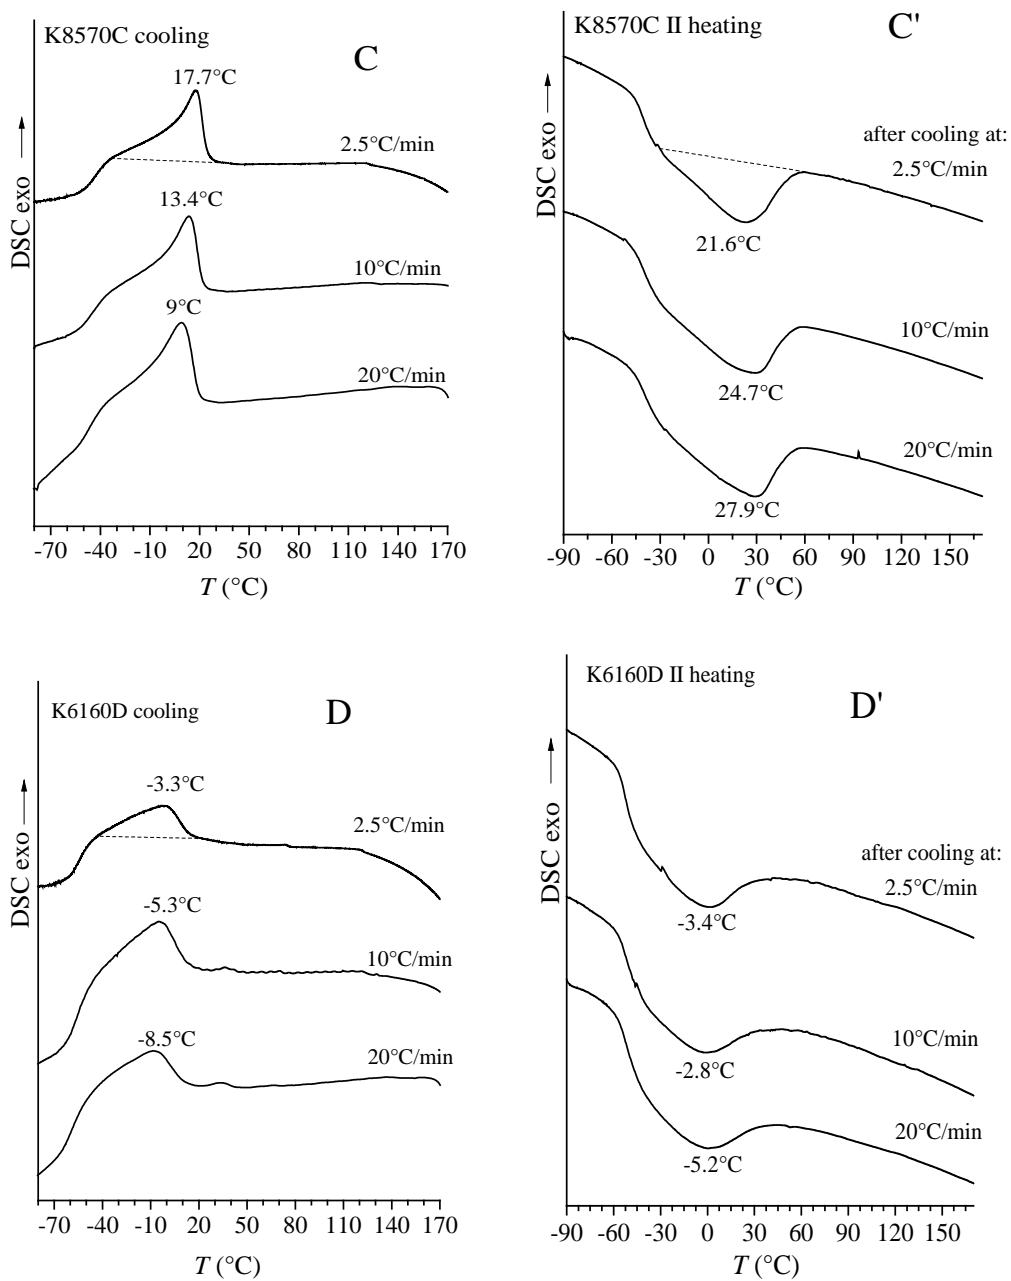 K8570C cooling
C
17.7°C
2.5°C/min
13.4°C
10°C/min
9°C
20°C/min
DSC exo
-70 -40 -10 20 50 80 110 140 170
T (°C)
K8570C II heating
C'
after cooling at:
2.5°C/min
21.6°C
10°C/min
24.7°C
20°C/min
27.9°C
DSC exo
-90 -60 -30 0 30 60 90 120 150
T (°C)
K6160D cooling
D
-3.3°C
2.5°C/min
-5.3°C
10°C/min
-8.5°C
20°C/min
DSC exo
-70 -40 -10 20 50 80 110 140 170
T (°C)
K6160D II heating
D'
after cooling at:
2.5°C/min
-3.4°C
10°C/min
-2.8°C
20°C/min
-5.2°C
DSC exo
-90 -60 -30 0 30 60 90 120 150
T (°C)